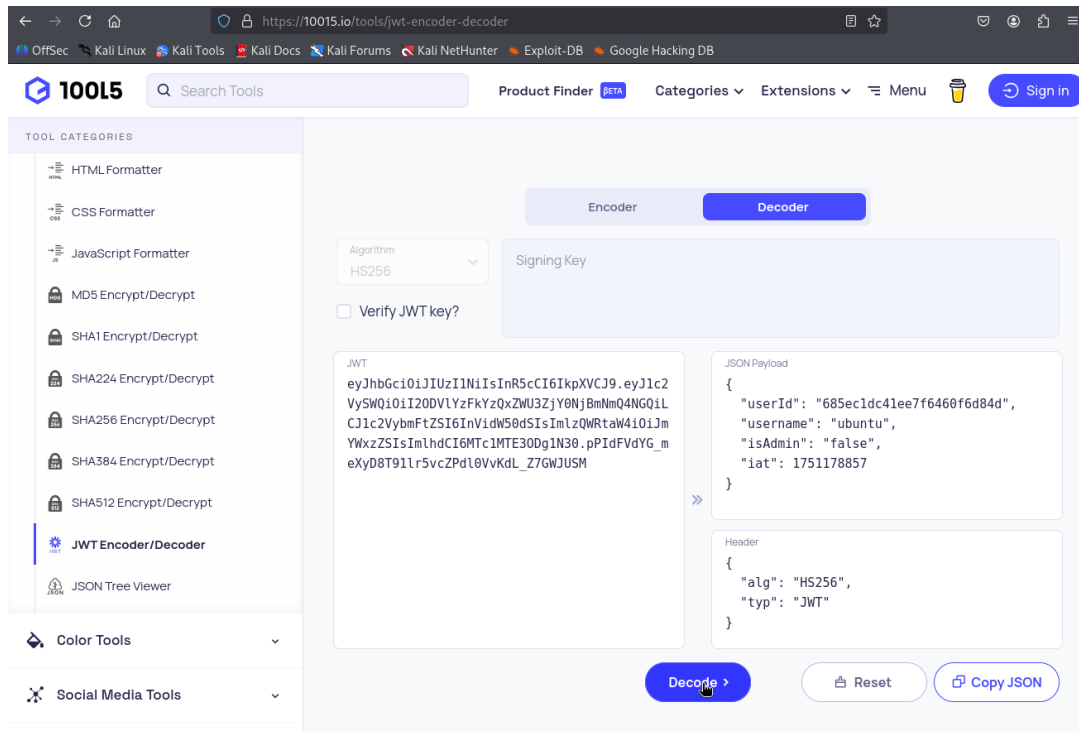 https://10015.io/tools/jwt-encoder-decoder
OffSec Kali Linux Kali Tools Kali Docs Kali Forums Kali NetHunter Exploit-DB Google Hacking DB
10015
Search Tools
Product Finder BETA
Categories
Extensions
Menu
Sign in
TOOL CATEGORIES
HTML Formatter
CSS Formatter
JavaScript Formatter
MD5 Encrypt/Decrypt
SHA1 Encrypt/Decrypt
SHA224 Encrypt/Decrypt
SHA256 Encrypt/Decrypt
SHA384 Encrypt/Decrypt
SHA512 Encrypt/Decrypt
JWT Encoder/Decoder
JSON Tree Viewer
Color Tools
Social Media Tools
Encoder
Decoder
Algorithm
HS256
Verify JWT key?
Signing Key
JWT
eyJhbGciOiJIUzI1NiIsInR5cCI6IkpXVCJ9.eyJ1c2
VySWQiOiI2ODVlYzFkYzQxZWU3ZjY0NjBmNmQ4NGQiL
CJ1c2VybmFtZSI6InVidW50dSIsImlzQWRtaW4iOiJm
YWxzZSIsImlhdCI6MTc1MTE3ODg1N30.pPIdFVdYG_m
eXyD8T91lr5vcZPdl0VvKdL_Z7GWJUSM
JSON Payload
{
"userId": "685ec1dc41ee7f6460f6d84d",
"username": "ubuntu",
"isAdmin": "false",
"iat": 1751178857
}
Header
{
"alg": "HS256",
"typ": "JWT"
}
Decode
Reset
Copy JSON